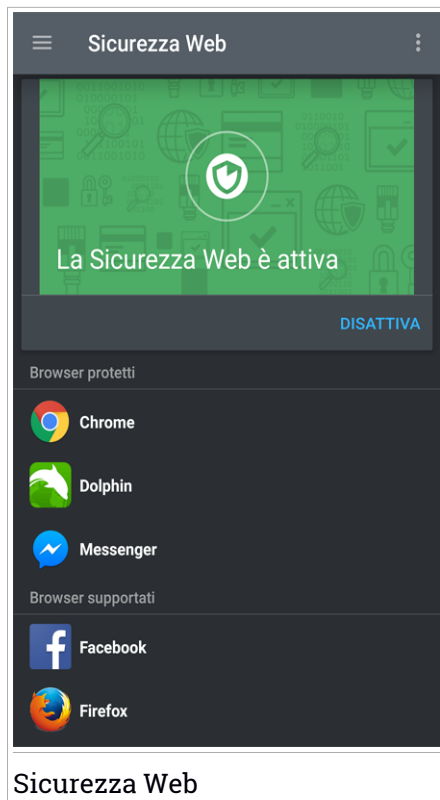 Sicurezza Web
La Sicurezza Web è attiva
DISATTIVA
Browser protetti
Chrome
Dolphin
Messenger
Browser supportati
Facebook
Firefox
Sicurezza Web